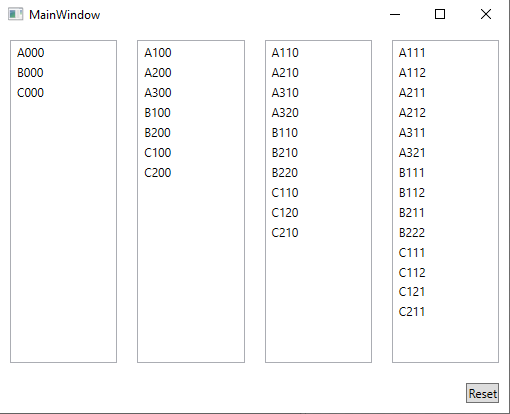 MainWindow
A000
B000
C000
A100
A200
A300
B100
B200
C100
C200
A110
A210
A310
A320
B110
B210
B220
C110
C120
C210
A111
A112
A211
A212
A311
A321
B111
B112
B211
B222
C111
C112
C121
C211
Reset